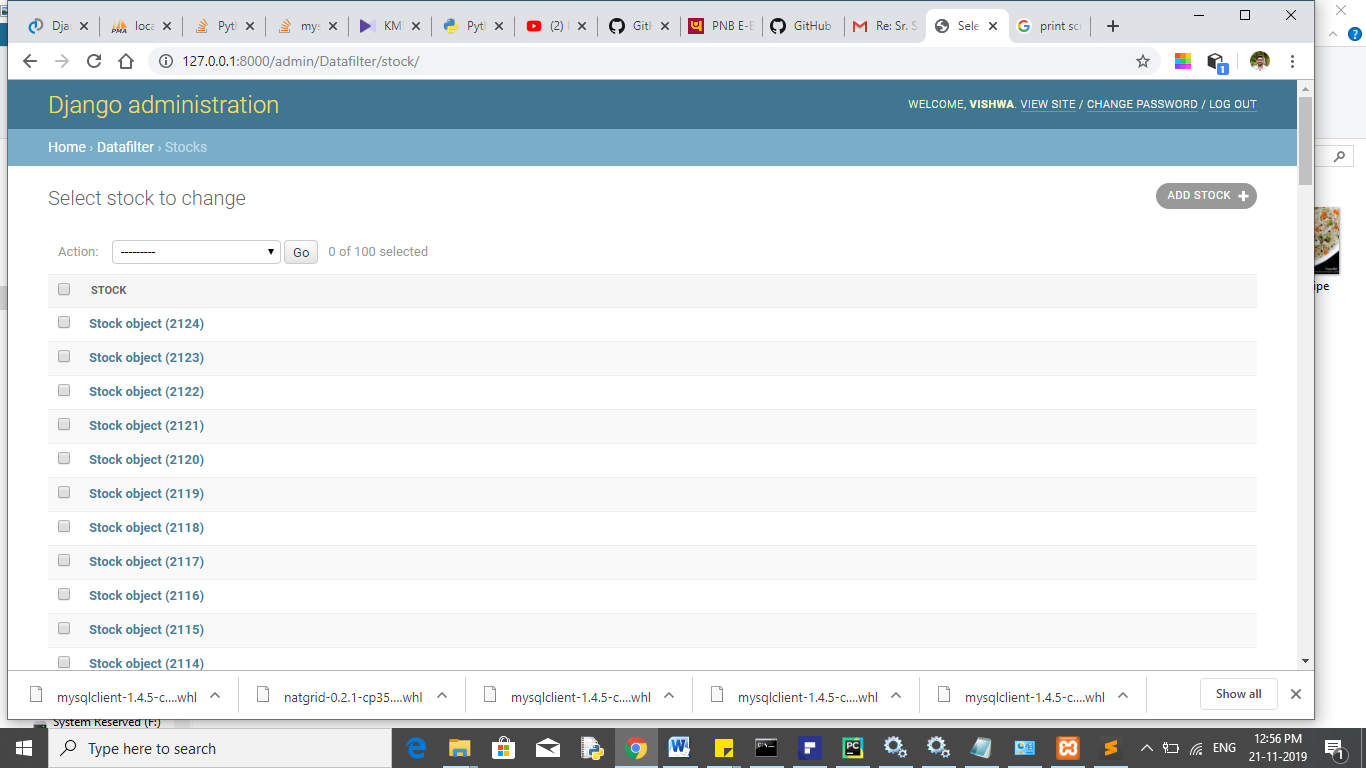 Dja
loca
Pyth
mys
KM
Pyth
(2)
GitH
PNB E-B
GitHub
Re: Sr. S
Sele
print scr
127.0.0.1:8000/admin/Datafilter/stock/
1
Django administration
WELCOME, VISHWA. VIEW SITE / CHANGE PASSWORD / LOG OUT
Home › Datafilter › Stocks
Select stock to change
ADD STOCK +
Action: --------- Go 0 of 100 selected
STOCK
Stock object (2124)
Stock object (2123)
Stock object (2122)
Stock object (2121)
Stock object (2120)
Stock object (2119)
Stock object (2118)
Stock object (2117)
Stock object (2116)
Stock object (2115)
Stock object (2114)
ipe
mysqlclient-1.4.5-c....whl
natgrid-0.2.1-cp35....whl
mysqlclient-1.4.5-c....whl
mysqlclient-1.4.5-c....whl
mysqlclient-1.4.5-c....whl
Show all
System Reserved (F:)
Type here to search
ENG
12:56 PM
21-11-2019
1